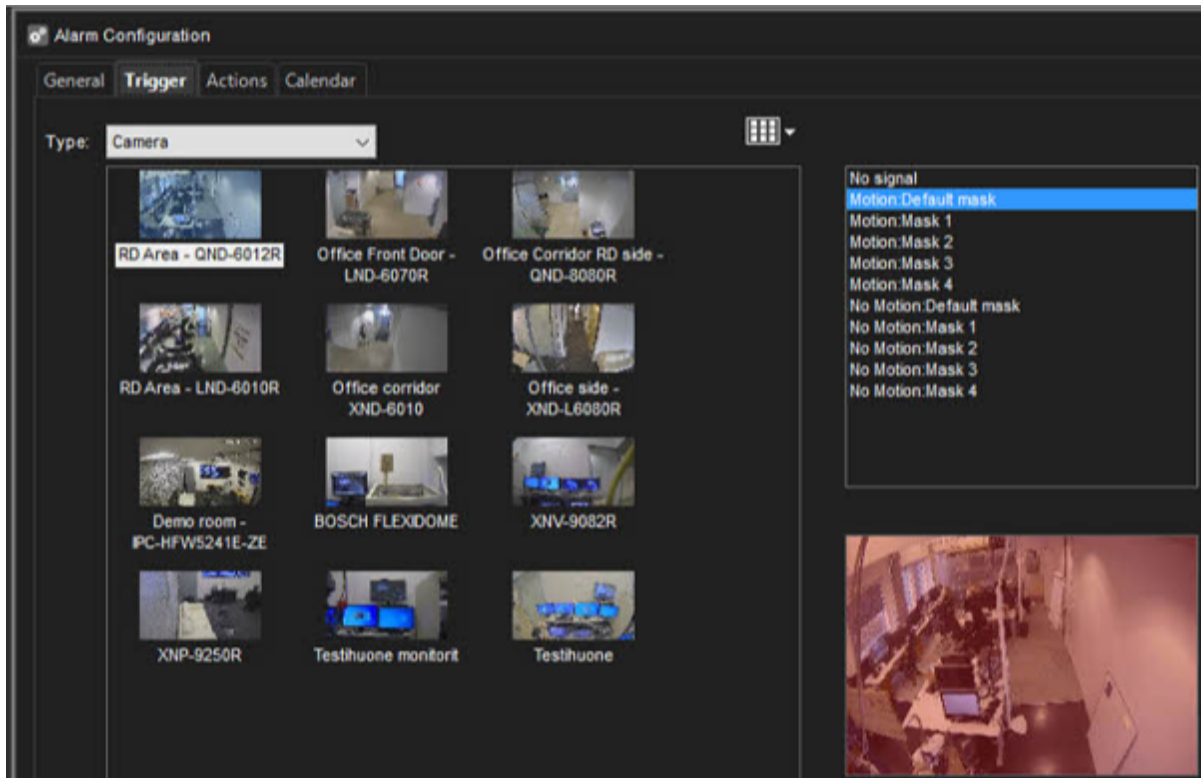 Alarm Configuration
General Trigger Actions Calendar
Type: Camera
RD Area - QND-6012R
Office Front Door -
LND-6070R
Office Corridor RD side -
QND-8080R
RD Area - LND-6010R
Office corridor
XND-6010
Office side -
XND-L6080R
Demo room -
IPC-HFW5241E-ZE
BOSCH FLEXIDOME
XNV-9082R
XNP-9250R
Testihuone monitorit
Testihuone
No signal
Motion:Default mask
Motion:Mask 1
Motion:Mask 2
Motion:Mask 3
Motion:Mask 4
No Motion:Default mask
No Motion:Mask 1
No Motion:Mask 2
No Motion:Mask 3
No Motion:Mask 4